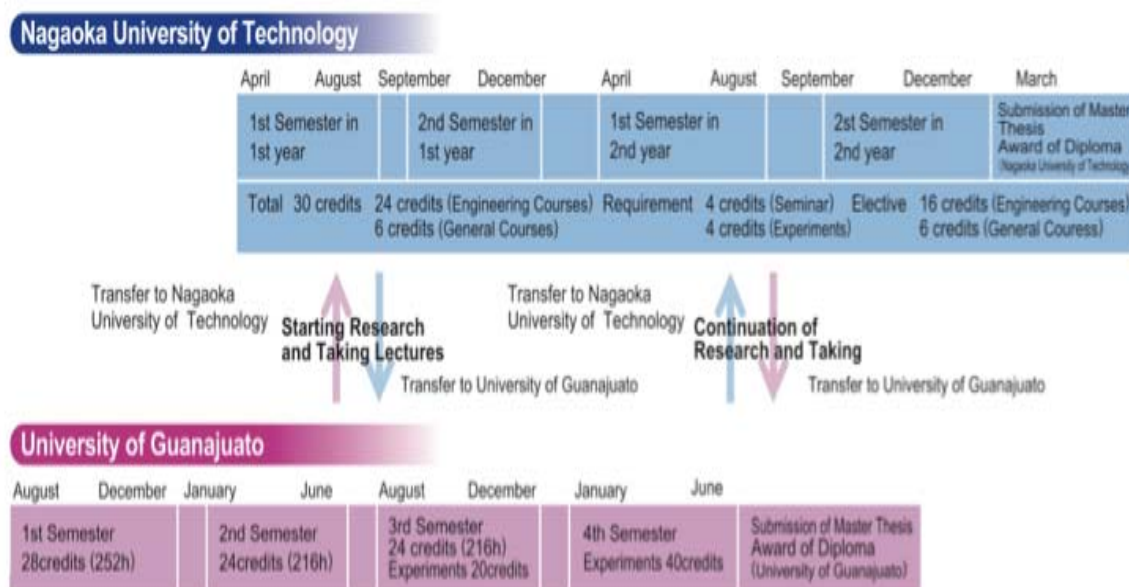 Nagaoka University of Technology
April August September December April August September December March
1st Semester in
1st year
2nd Semester in
1st year
1st Semester in
2nd year
2st Semester in
2nd year
Submission of Master
Thesis
Award of Diploma
(Nagaoka University of Technology
Total 30 credits 24 credits (Engineering Courses) Requirement 4 credits (Seminar) Elective 16 credits (Engineering Courses)
6 credits (General Courses) 4 credits (Experiments) 6 credits (General Couress)
Transfer to Nagaoka
University of Technology
Starting Research
and Taking Lectures
Transfer to University of Guanajuato
Transfer to Nagaoka
University of Technology
Continuation of
Research and Taking
Transfer to University of Guanajuato
University of Guanajuato
August December January June August December January June
1st Semester
28credits (252h)
2nd Semester
24credits (216h)
3rd Semester
24 credits (216h)
Experiments 20credits
4th Semester
Experiments 40credits
Submission of Master Thesis
Award of Diploma
(University of Guanajuato)